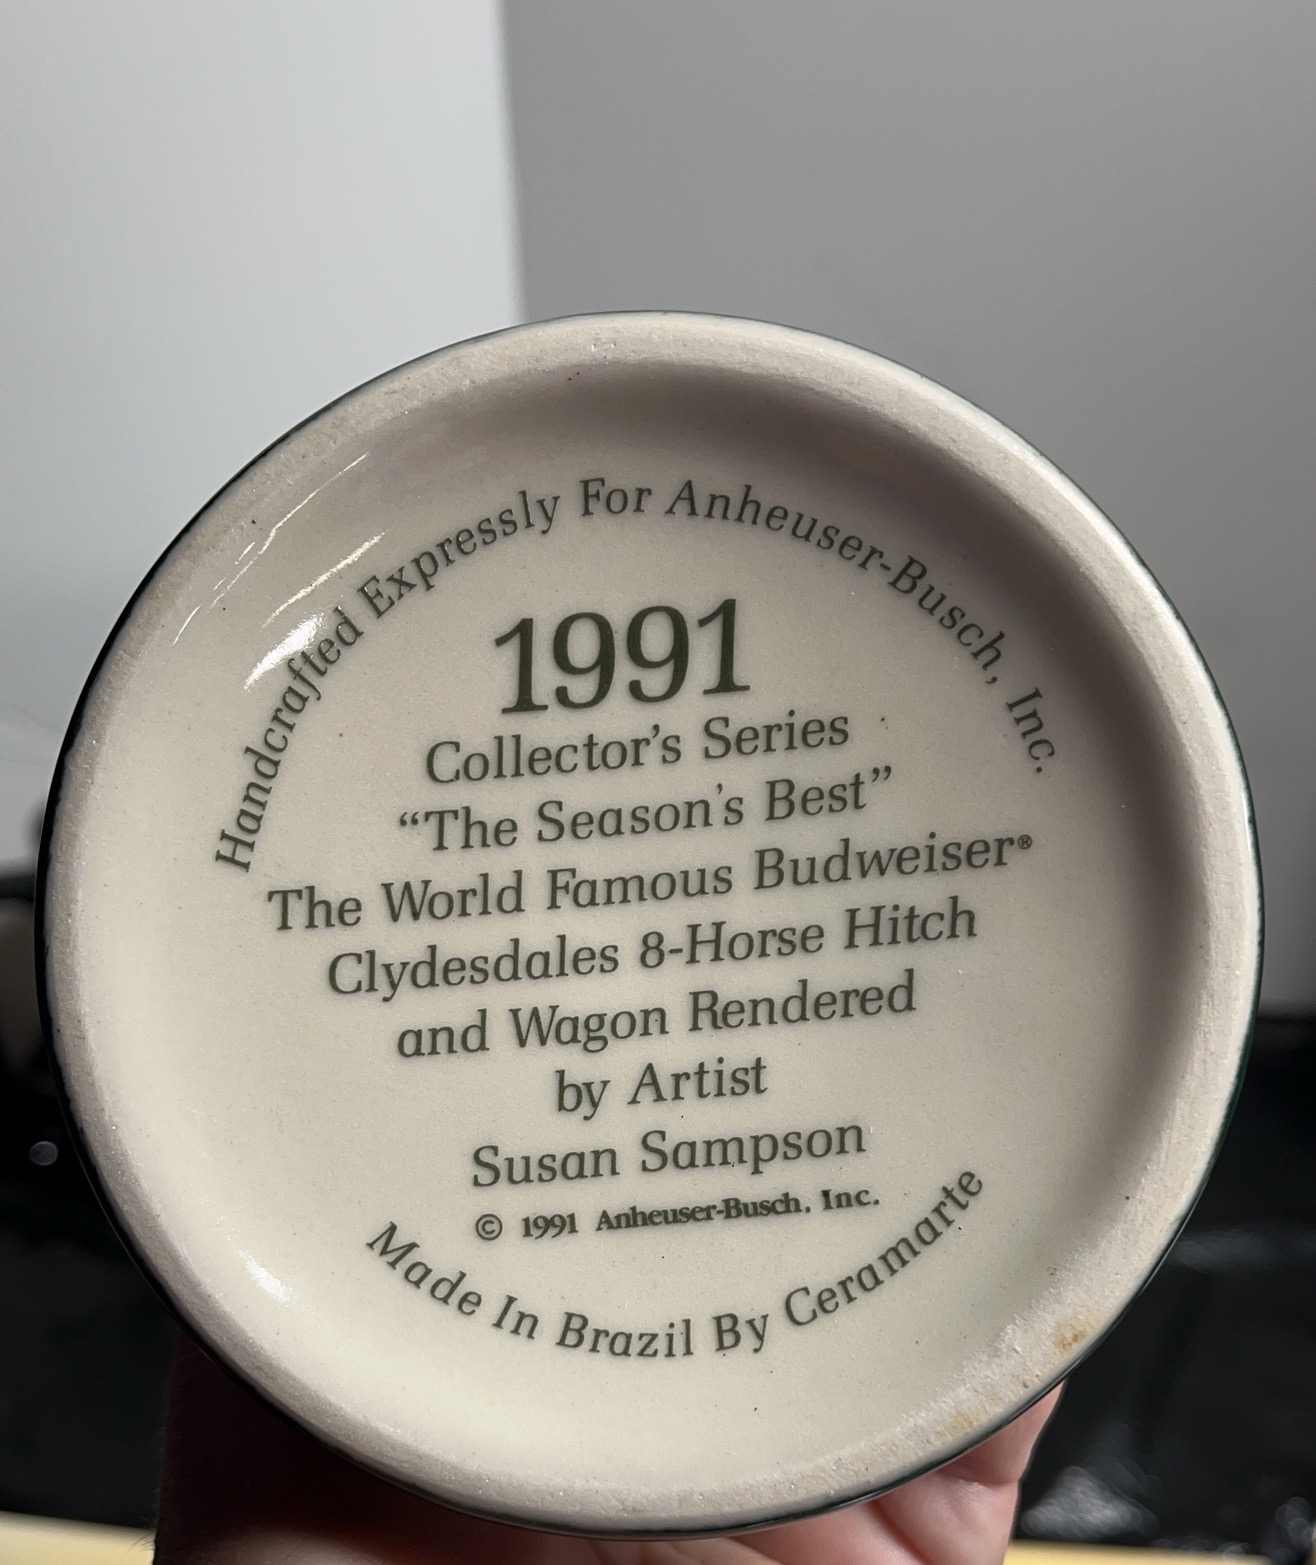 Handcrafted Expressly For Anheuser-Busch, Inc.
1991
Collector's Series
“The Season's Best”
The World Famous Budweiser®
Clydesdales 8-Horse Hitch
and Wagon Rendered
by Artist
Susan Sampson
© 1991 Anheuser-Busch, Inc.
Made In Brazil By Ceramarte